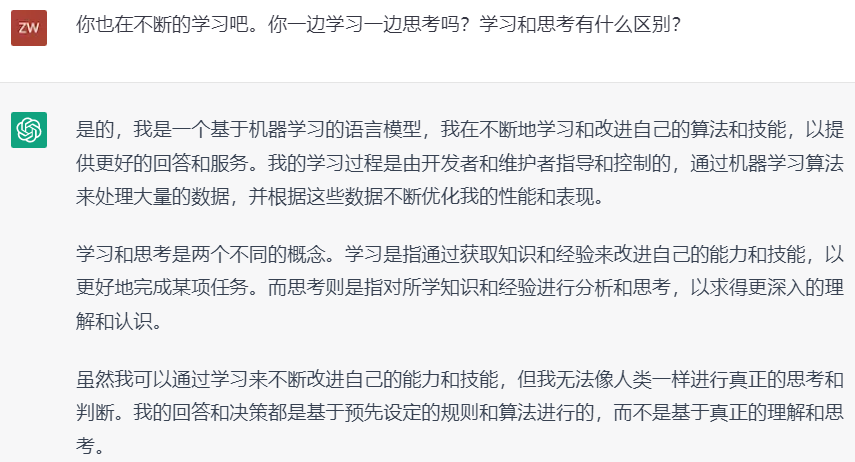 ZW
你也在不断的学习吧。你一边学习一边思考吗？学习和思考有什么区别？
是的，我是一个基于机器学习的语言模型，我在不断地学习和改进自己的算法和技能，以提
供更好的回答和服务。我的学习过程是由开发者和维护者指导和控制的，通过机器学习算法
来处理大量的数据，并根据这些数据不断优化我的性能和表现。
学习和思考是两个不同的概念。学习是指通过获取知识和经验来改进自己的能力和技能，以
更好地完成某项任务。而思考则是指对所学知识和经验进行分析和思考，以求得更深入的理
解和认识。
虽然我可以通过学习来不断改进自己的能力和技能，但我无法像人类一样进行真正的思考和
判断。我的回答和决策都是基于预先设定的规则和算法进行的，而不是基于真正的理解和思
考。